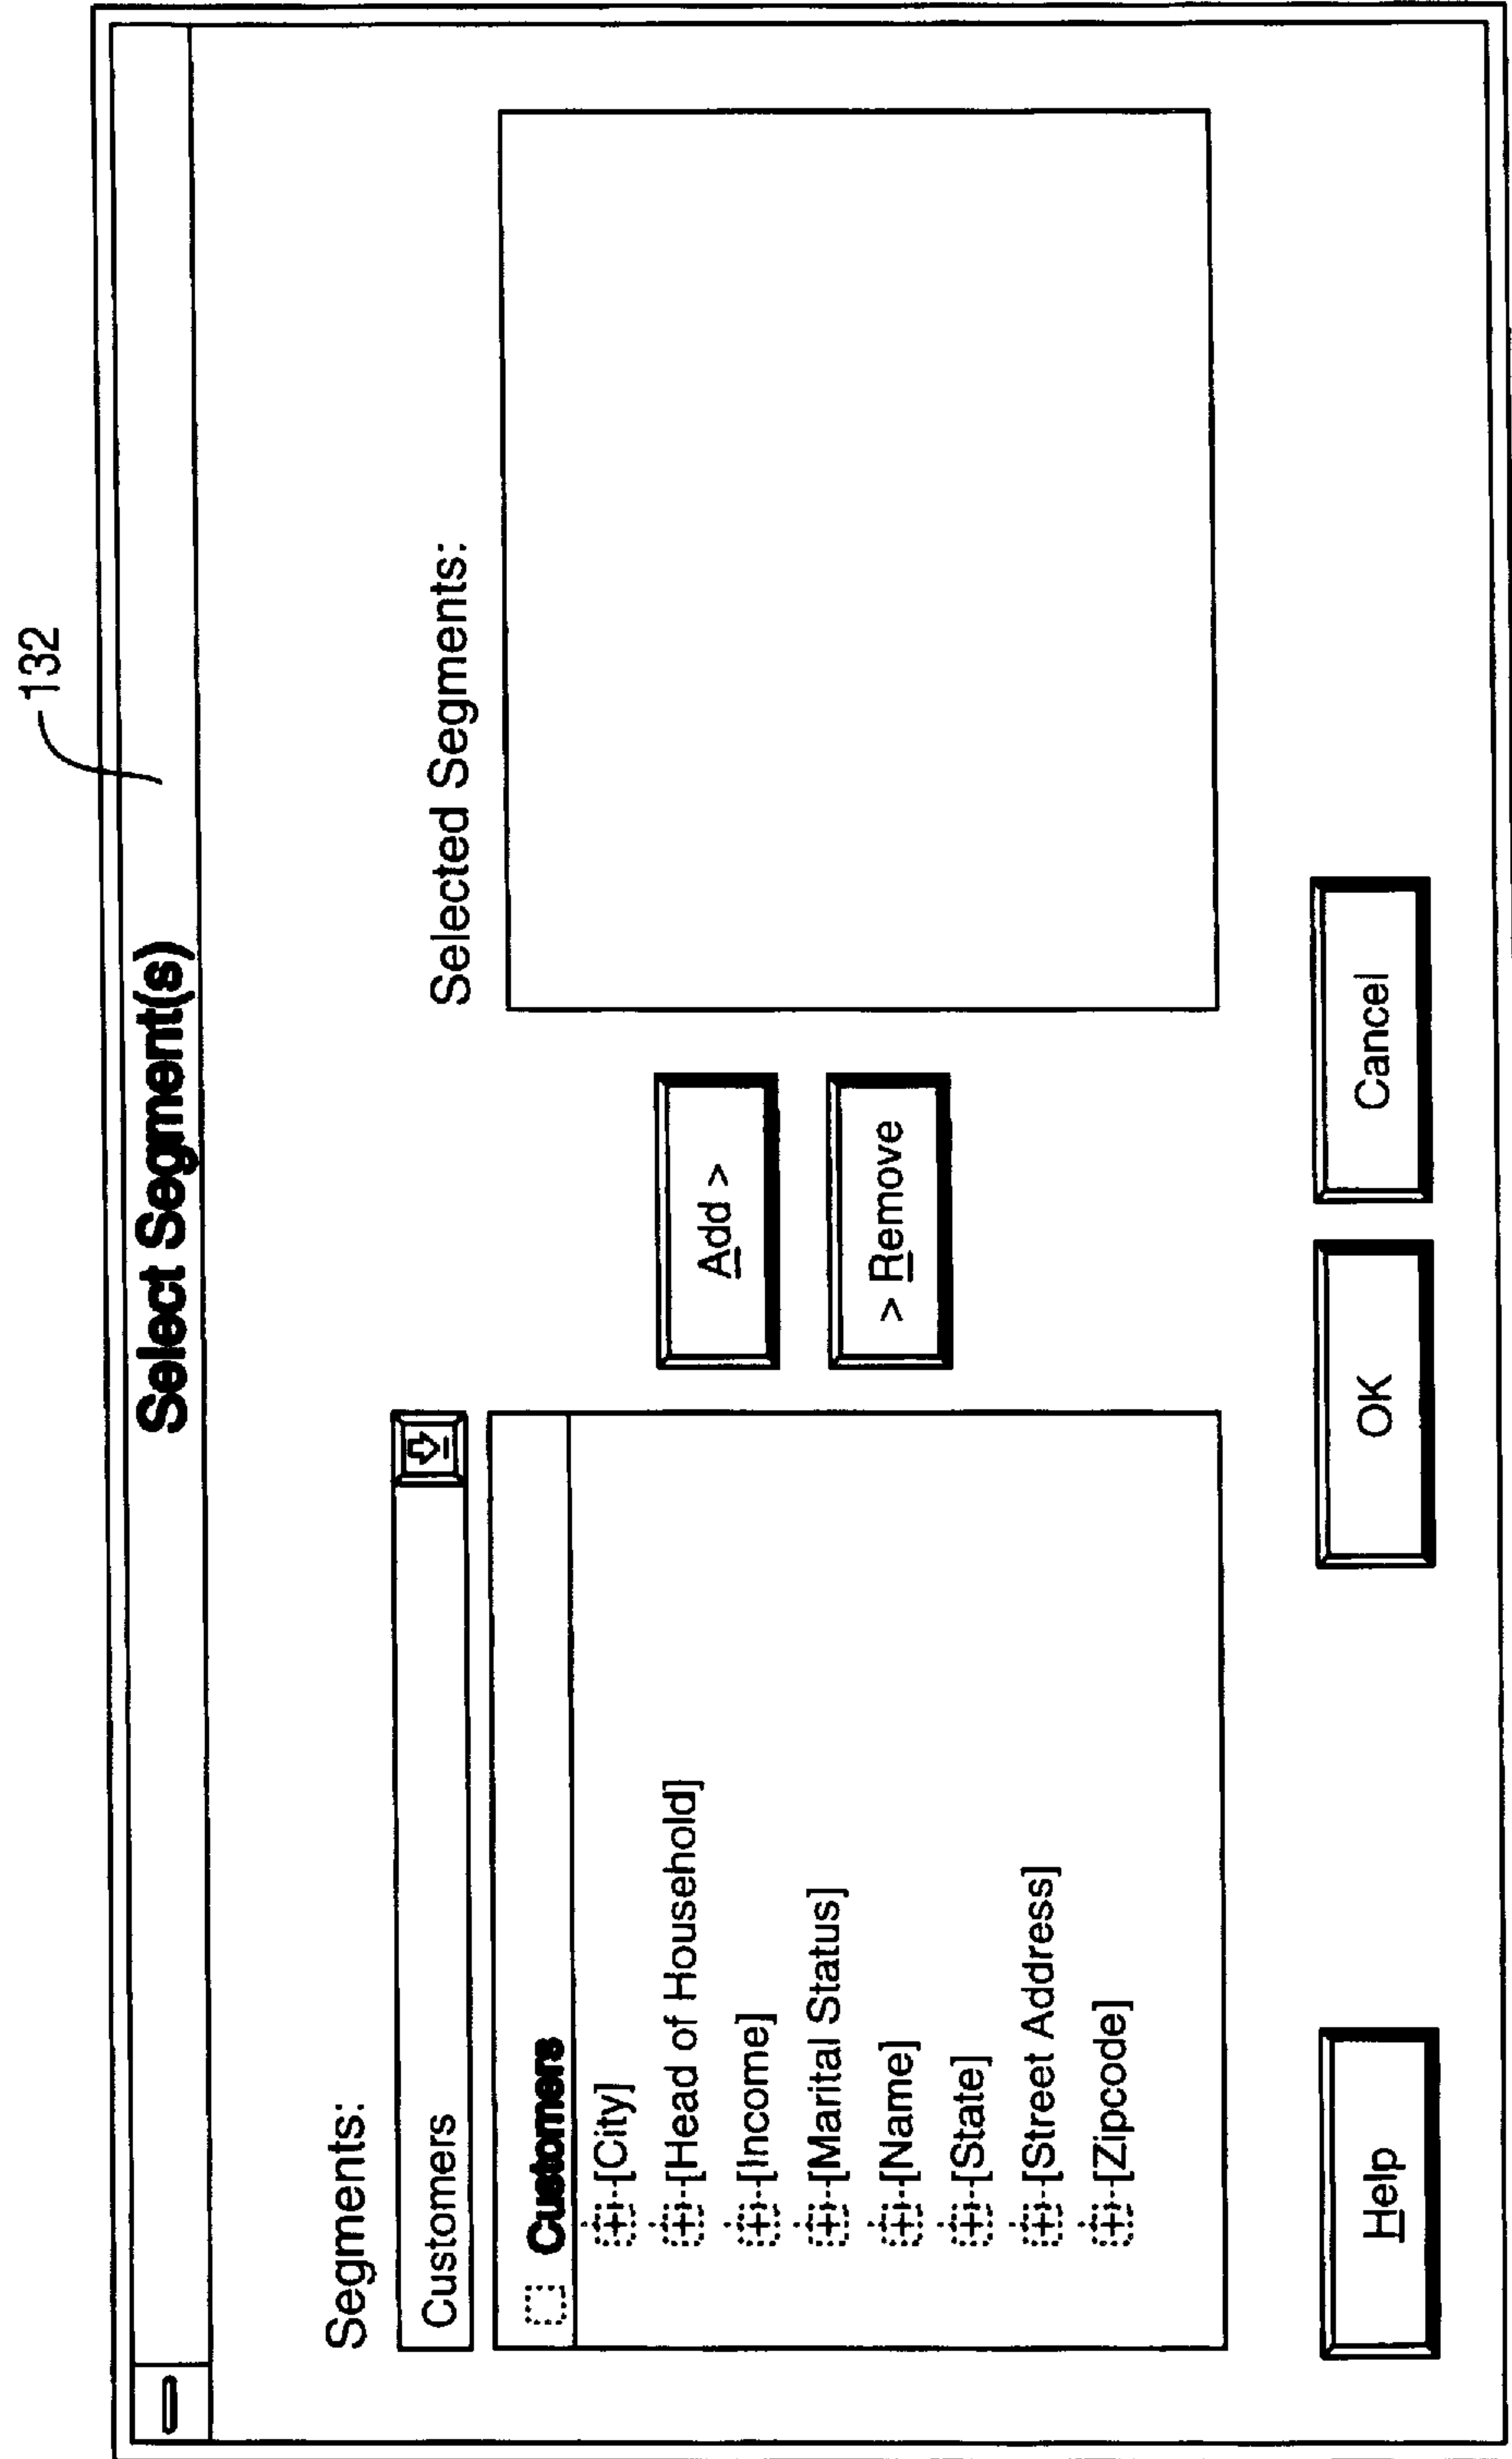 132
Select Segment(s)
Segments:
Customers
Customers
[City]
[Head of Household]
[Income]
[Marital Status]
[Name]
[State]
[Street Address]
[Zipcode]
Add >
> Remove
Selected Segments:
Help
OK
Cancel